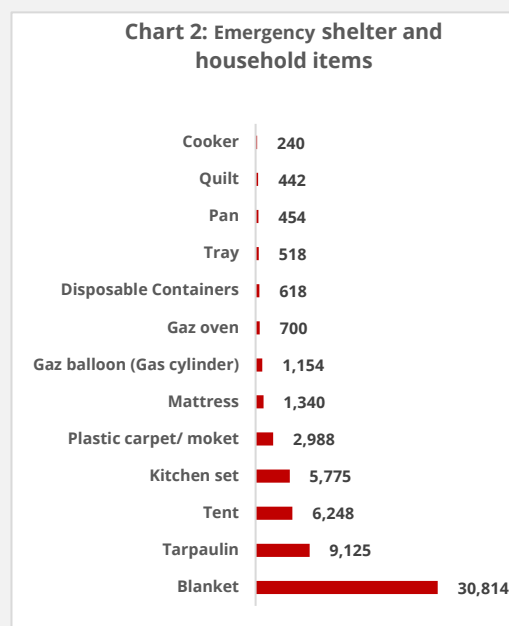 Chart 2: Emergency shelter and
household items
Cooker 240
Quilt 442
Pan 454
Tray 518
Disposable Containers 618
Gaz oven 700
Gaz balloon (Gas cylinder) 1,154
Mattress 1,340
Plastic carpet/ moket 2,988
Kitchen set 5,775
Tent 6,248
Tarpaulin 9,125
Blanket 30,814